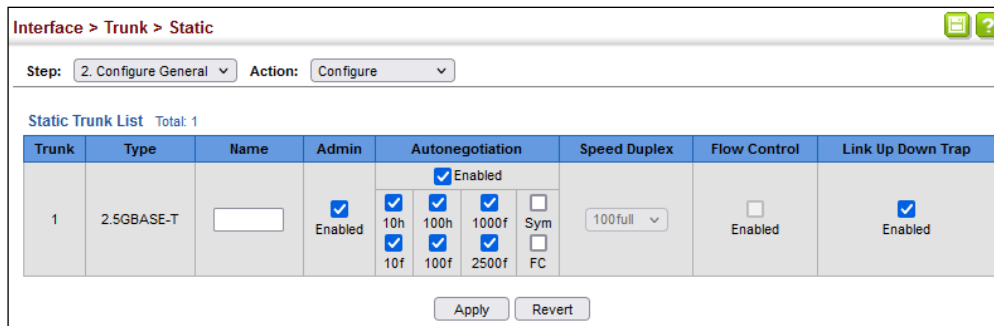 Interface > Trunk > Static
?
Step: 2. Configure General Action: Configure
Static Trunk List Total: 1
Trunk Type Name Admin Autonegotiation Speed Duplex Flow Control Link Up Down Trap
Enabled
1 2.5GBASE-T Enabled 10h 100h 1000f Sym 100full Enabled Enabled
10f 100f 2500f FC
Apply Revert